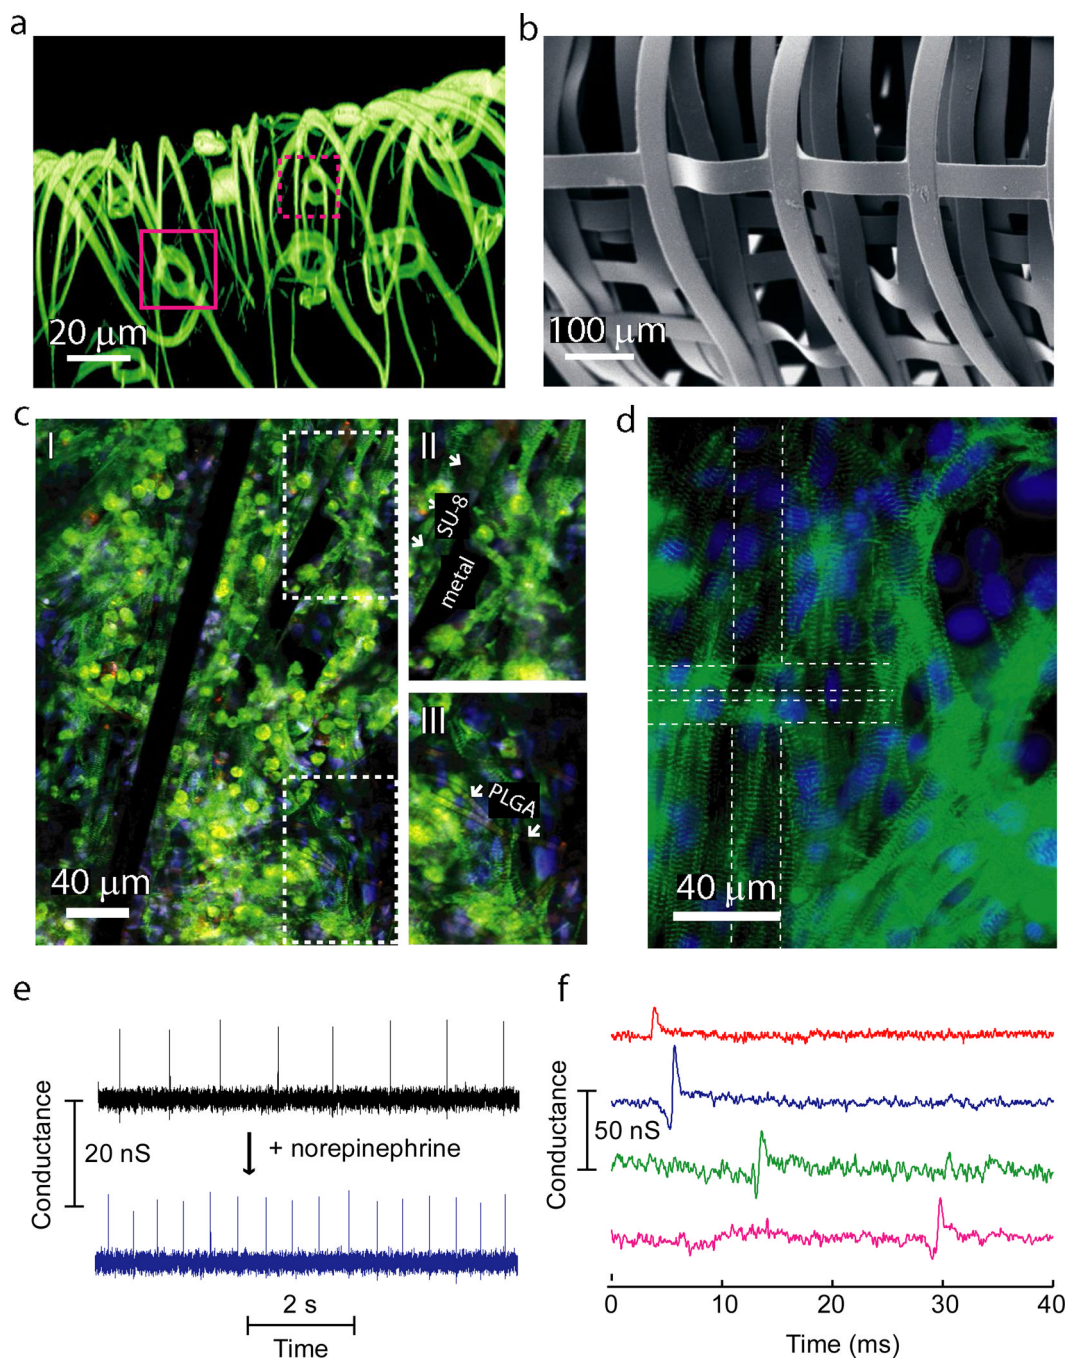 a
20 μm
b
100 μm
c
I
40 μm
II
SU-8
metal
III
PLGA
d
40 μm
e
Conductance
20 nS
+ norepinephrine
2 s
Time
f
Conductance
50 nS
0 10 20 30 40
Time (ms)